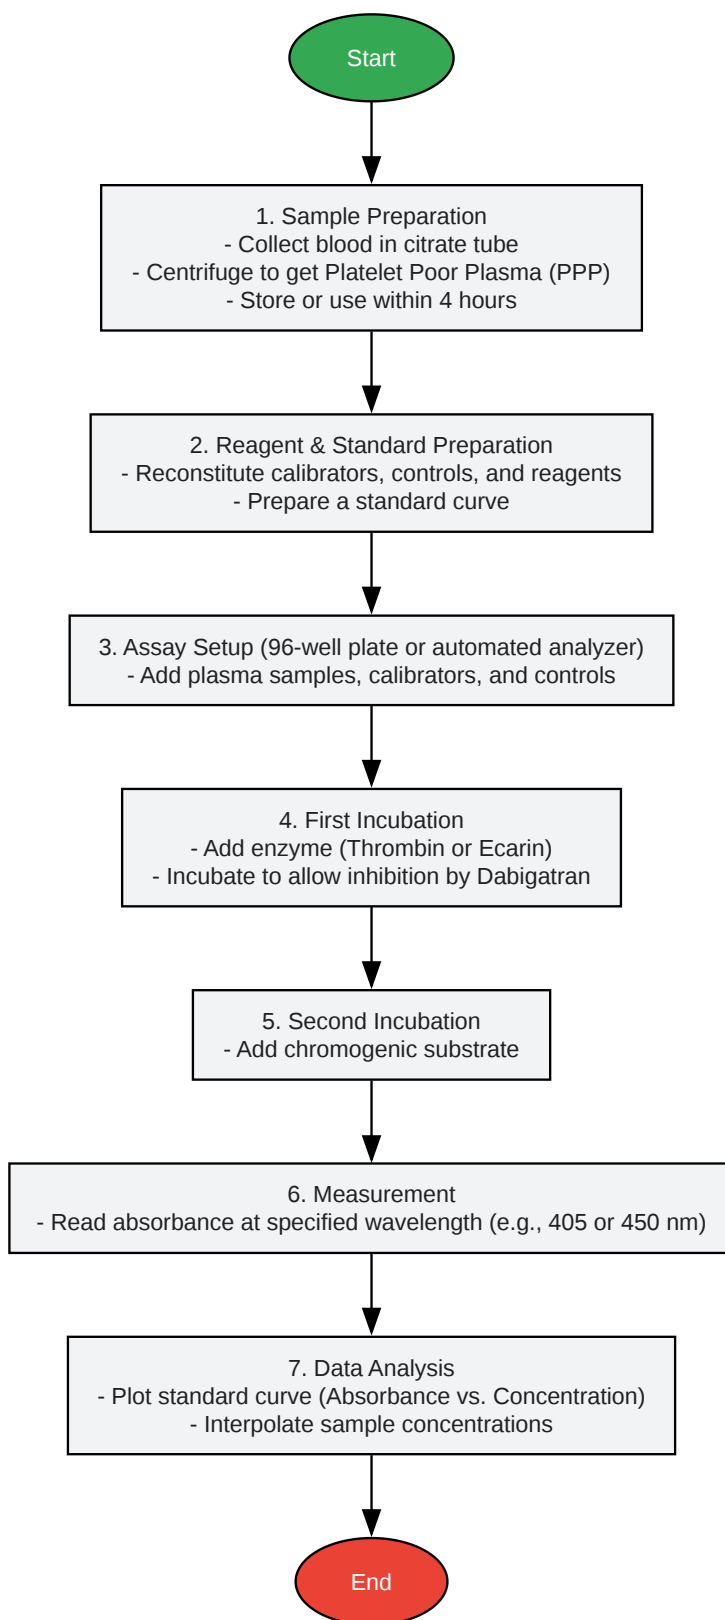 Start
1. Sample Preparation
- Collect blood in citrate tube
- Centrifuge to get Platelet Poor Plasma (PPP)
- Store or use within 4 hours
2. Reagent & Standard Preparation
- Reconstitute calibrators, controls, and reagents
- Prepare a standard curve
3. Assay Setup (96-well plate or automated analyzer)
- Add plasma samples, calibrators, and controls
4. First Incubation
- Add enzyme (Thrombin or Ecarin)
- Incubate to allow inhibition by Dabigatran
5. Second Incubation
- Add chromogenic substrate
6. Measurement
- Read absorbance at specified wavelength (e.g., 405 or 450 nm)
7. Data Analysis
- Plot standard curve (Absorbance vs. Concentration)
- Interpolate sample concentrations
End